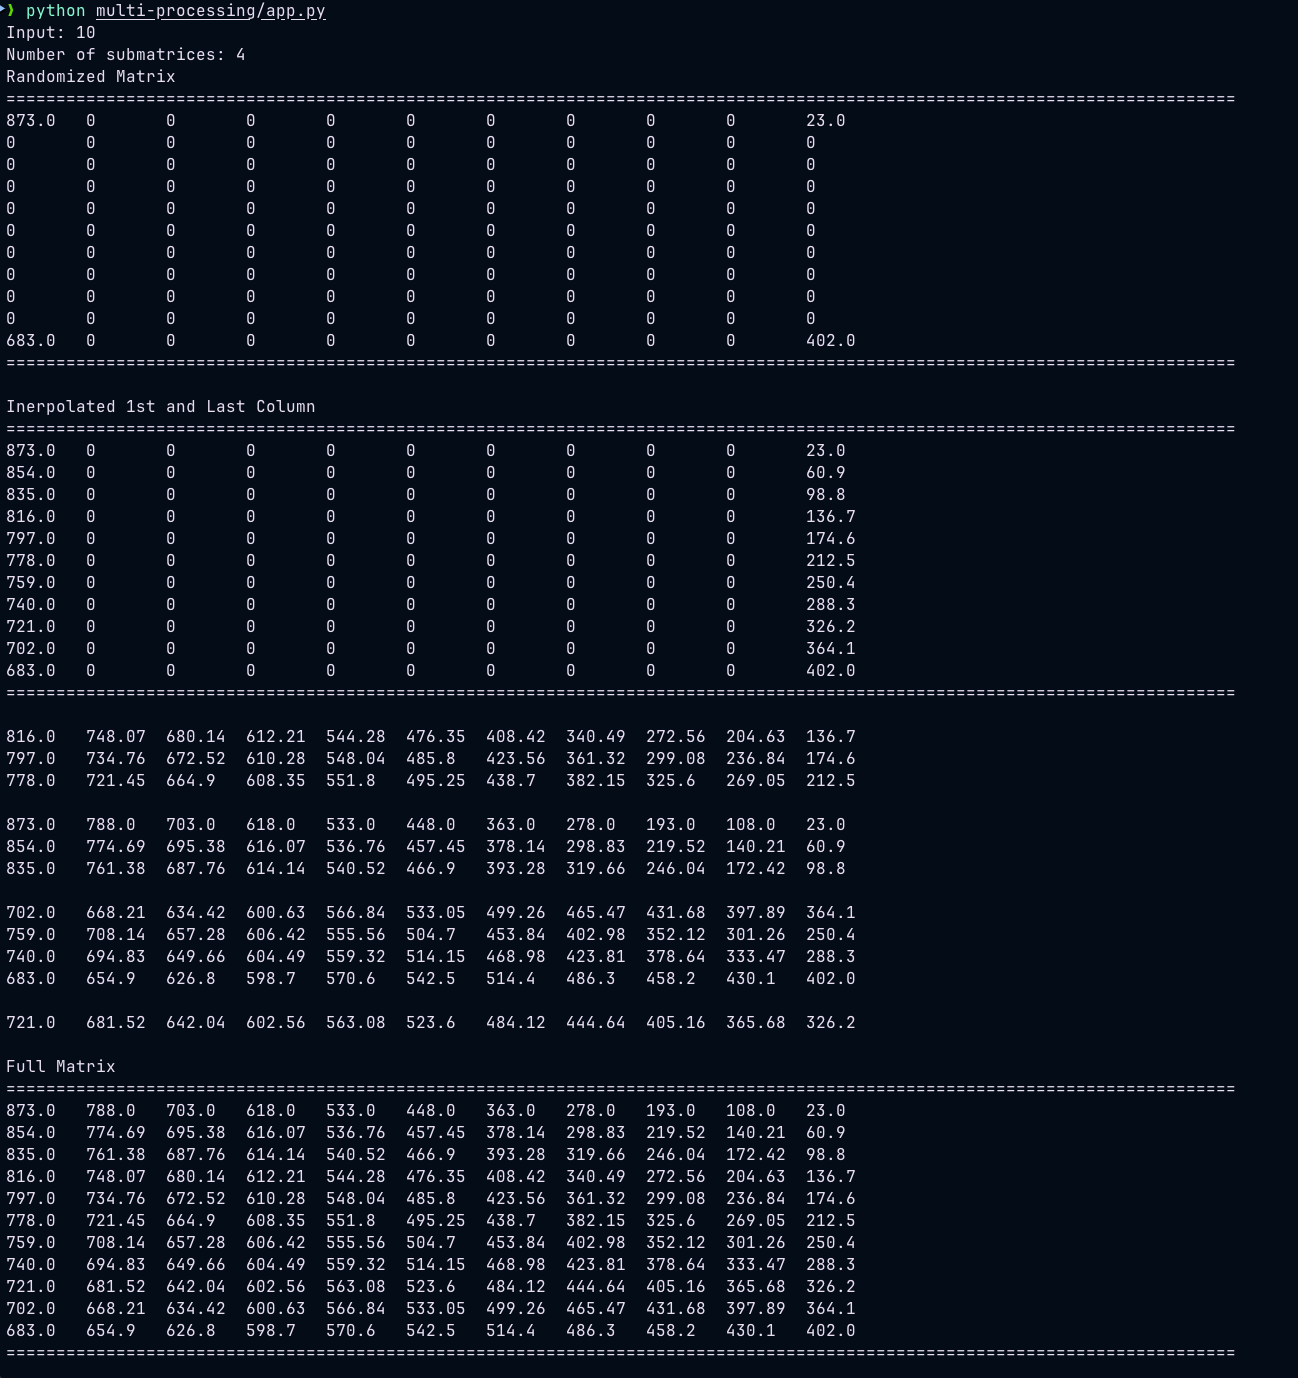 ❯ python multi-processing/app.py
Input: 10
Number of submatrices: 4
Randomized Matrix
===========================================================================================================================
873.0 0 0 0 0 0 0 0 0 0 23.0
0 0 0 0 0 0 0 0 0 0 0
0 0 0 0 0 0 0 0 0 0 0
0 0 0 0 0 0 0 0 0 0 0
0 0 0 0 0 0 0 0 0 0 0
0 0 0 0 0 0 0 0 0 0 0
0 0 0 0 0 0 0 0 0 0 0
0 0 0 0 0 0 0 0 0 0 0
0 0 0 0 0 0 0 0 0 0 0
0 0 0 0 0 0 0 0 0 0 0
683.0 0 0 0 0 0 0 0 0 0 402.0
===========================================================================================================================
Inerpolated 1st and Last Column
===========================================================================================================================
873.0 0 0 0 0 0 0 0 0 0 23.0
854.0 0 0 0 0 0 0 0 0 0 60.9
835.0 0 0 0 0 0 0 0 0 0 98.8
816.0 0 0 0 0 0 0 0 0 0 136.7
797.0 0 0 0 0 0 0 0 0 0 174.6
778.0 0 0 0 0 0 0 0 0 0 212.5
759.0 0 0 0 0 0 0 0 0 0 250.4
740.0 0 0 0 0 0 0 0 0 0 288.3
721.0 0 0 0 0 0 0 0 0 0 326.2
702.0 0 0 0 0 0 0 0 0 0 364.1
683.0 0 0 0 0 0 0 0 0 0 402.0
===========================================================================================================================
816.0 748.07 680.14 612.21 544.28 476.35 408.42 340.49 272.56 204.63 136.7
797.0 734.76 672.52 610.28 548.04 485.8 423.56 361.32 299.08 236.84 174.6
778.0 721.45 664.9 608.35 551.8 495.25 438.7 382.15 325.6 269.05 212.5
873.0 788.0 703.0 618.0 533.0 448.0 363.0 278.0 193.0 108.0 23.0
854.0 774.69 695.38 616.07 536.76 457.45 378.14 298.83 219.52 140.21 60.9
835.0 761.38 687.76 614.14 540.52 466.9 393.28 319.66 246.04 172.42 98.8
702.0 668.21 634.42 600.63 566.84 533.05 499.26 465.47 431.68 397.89 364.1
759.0 708.14 657.28 606.42 555.56 504.7 453.84 402.98 352.12 301.26 250.4
740.0 694.83 649.66 604.49 559.32 514.15 468.98 423.81 378.64 333.47 288.3
683.0 654.9 626.8 598.7 570.6 542.5 514.4 486.3 458.2 430.1 402.0
721.0 681.52 642.04 602.56 563.08 523.6 484.12 444.64 405.16 365.68 326.2
Full Matrix
===========================================================================================================================
873.0 788.0 703.0 618.0 533.0 448.0 363.0 278.0 193.0 108.0 23.0
854.0 774.69 695.38 616.07 536.76 457.45 378.14 298.83 219.52 140.21 60.9
835.0 761.38 687.76 614.14 540.52 466.9 393.28 319.66 246.04 172.42 98.8
816.0 748.07 680.14 612.21 544.28 476.35 408.42 340.49 272.56 204.63 136.7
797.0 734.76 672.52 610.28 548.04 485.8 423.56 361.32 299.08 236.84 174.6
778.0 721.45 664.9 608.35 551.8 495.25 438.7 382.15 325.6 269.05 212.5
759.0 708.14 657.28 606.42 555.56 504.7 453.84 402.98 352.12 301.26 250.4
740.0 694.83 649.66 604.49 559.32 514.15 468.98 423.81 378.64 333.47 288.3
721.0 681.52 642.04 602.56 563.08 523.6 484.12 444.64 405.16 365.68 326.2
702.0 668.21 634.42 600.63 566.84 533.05 499.26 465.47 431.68 397.89 364.1
683.0 654.9 626.8 598.7 570.6 542.5 514.4 486.3 458.2 430.1 402.0
===========================================================================================================================